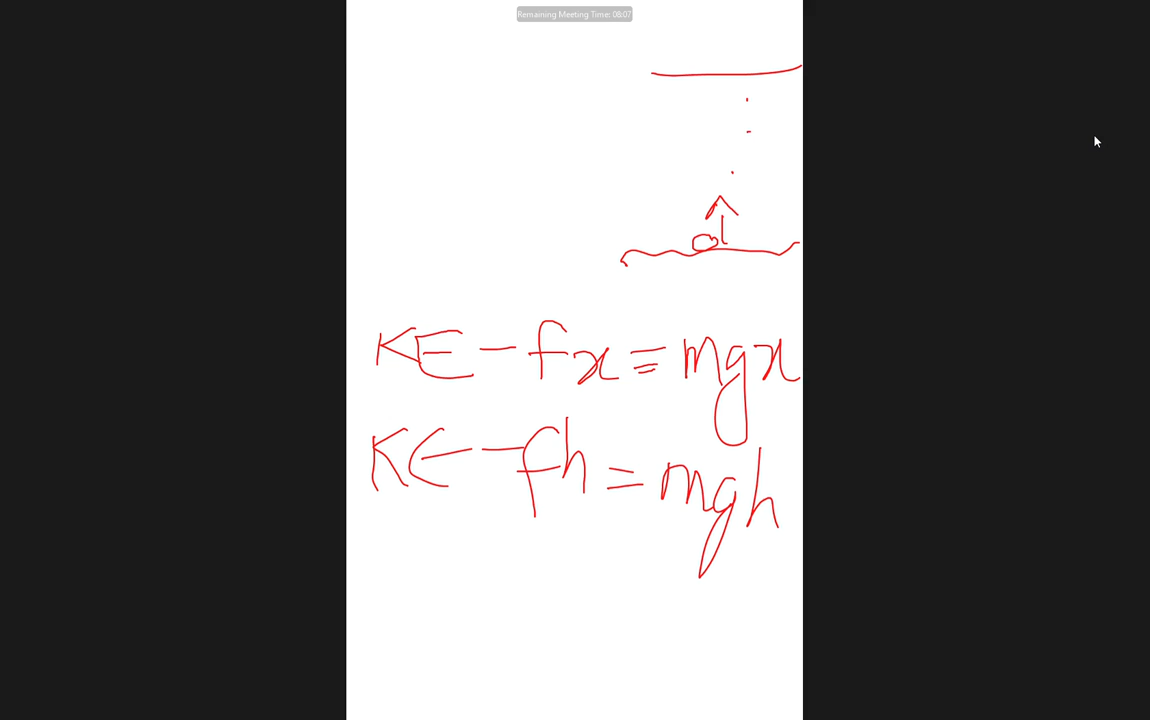 Remaining Meeting Time: 08:07
KE - fx = mgx
KE - fh = mgh